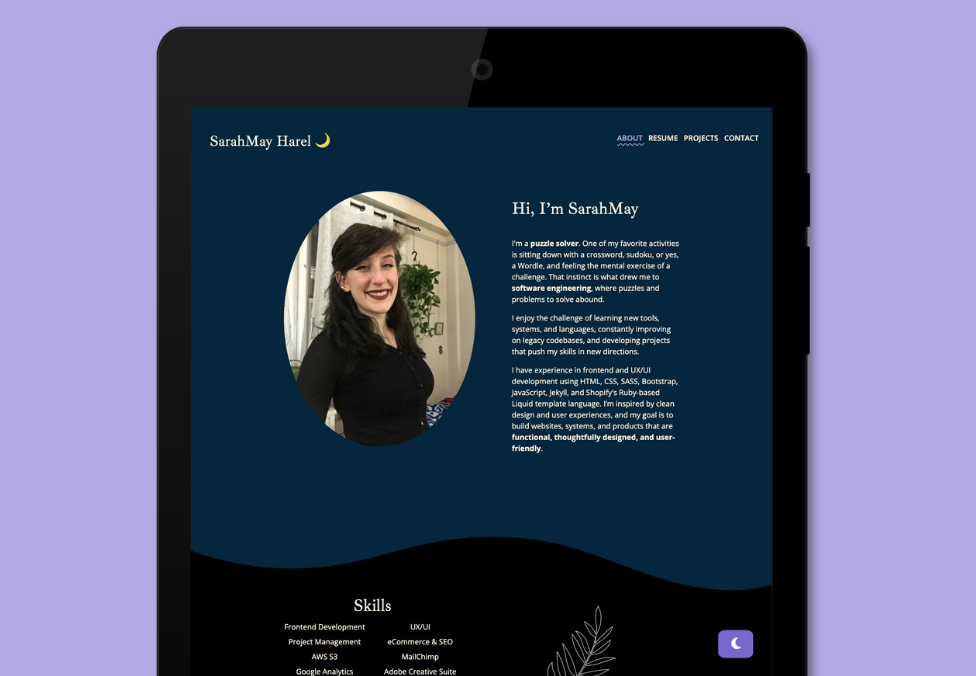 SarahMay Harel 🌙
ABOUT RESUME PROJECTS CONTACT
Hi, I'm SarahMay
I'm a puzzle solver. One of my favorite activities
is sitting down with a crossword, sudoku, or yes,
a Wordle, and feeling the mental exercise of a
challenge. That instinct is what drew me to
software engineering, where puzzles and
problems to solve abound.
I enjoy the challenge of learning new tools,
systems, and languages, constantly improving
on legacy codebases, and developing projects
that push my skills in new directions.
I have experience in frontend and UX/UI
development using HTML, CSS, SASS, Bootstrap,
JavaScript, Jekyll, and Shopify's Ruby-based
Liquid template language. I'm inspired by clean
design and user experiences, and my goal is to
build websites, systems, and products that are
functional, thoughtfully designed, and user-
friendly.
Skills
Frontend Development UX/UI
Project Management eCommerce & SEO
AWS S3 MailChimp
Google Analytics Adobe Creative Suite